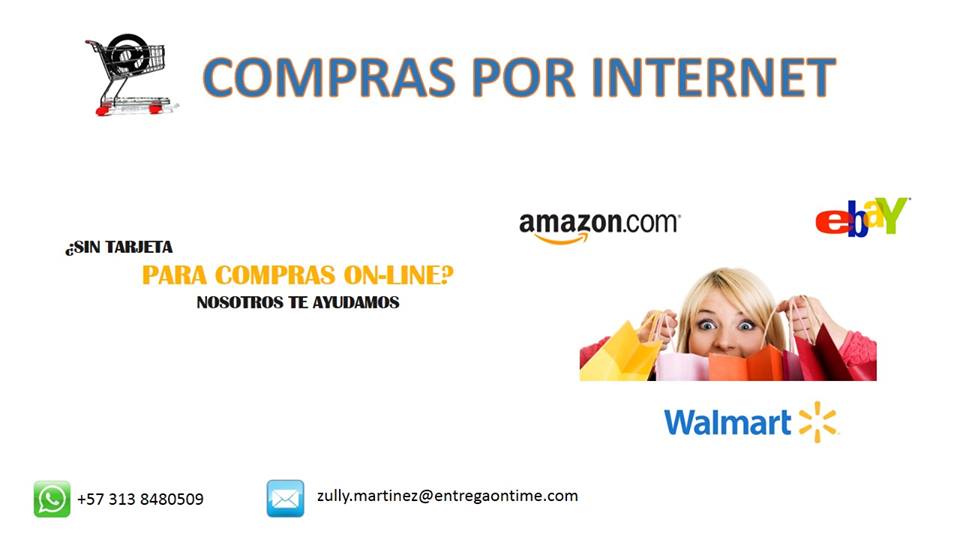 @
COMPRAS POR INTERNET
amazon.com®
ebaY®
¿SIN TARJETA
PARA COMPRAS ON-LINE?
NOSOTROS TE AYUDAMOS
Walmart
+57 313 8480509
zully.martinez@entregaontime.com